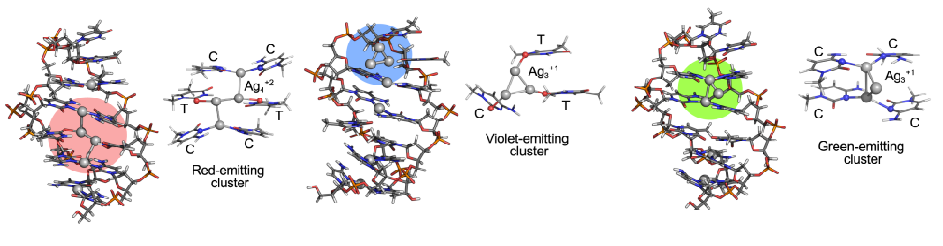 C C
Ag₄⁺²
T T
C C
Red-emitting
cluster
T
Ag₃⁺¹
C T
Violet-emitting
cluster
C C
Ag₃⁺¹
C C
Green-emitting
cluster